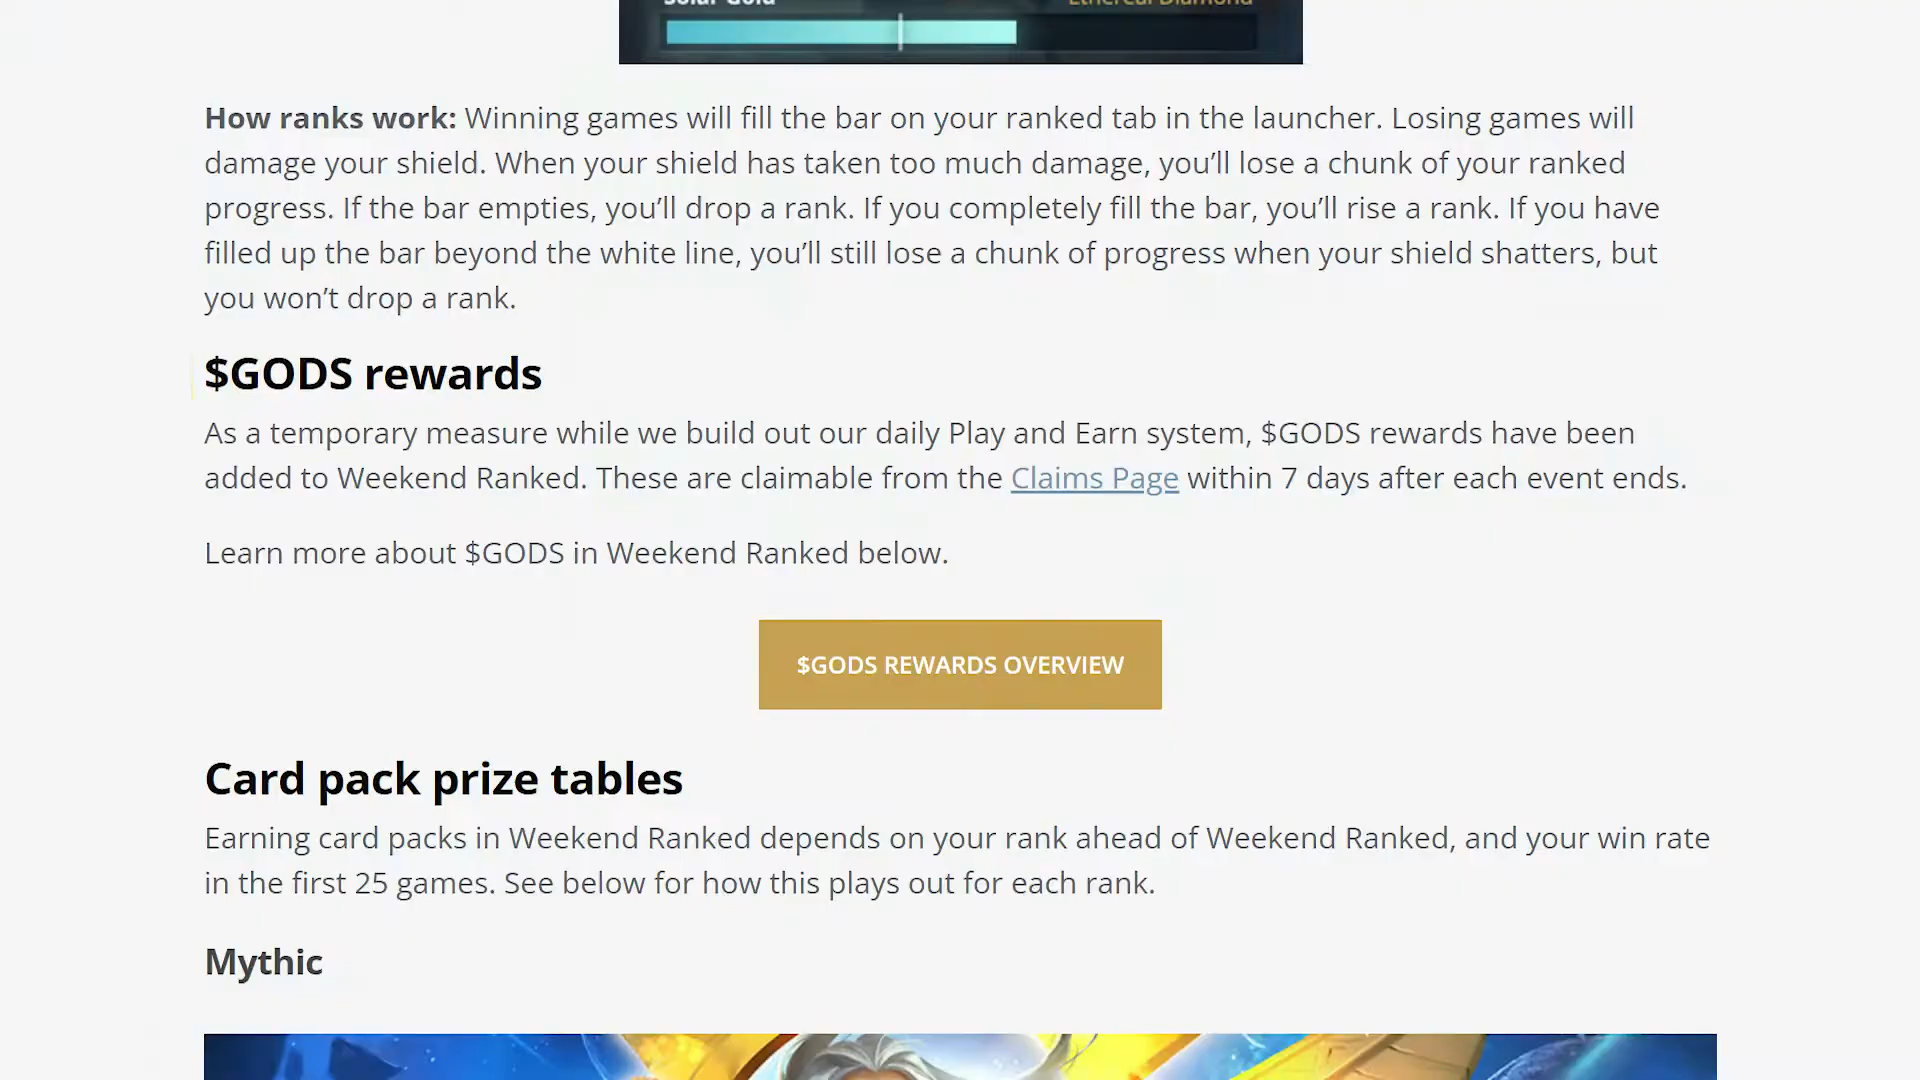 Solar Gold
Ethereal Diamond
How ranks work: Winning games will fill the bar on your ranked tab in the launcher. Losing games will
damage your shield. When your shield has taken too much damage, you’ll lose a chunk of your ranked
progress. If the bar empties, you’ll drop a rank. If you completely fill the bar, you’ll rise a rank. If you have
filled up the bar beyond the white line, you’ll still lose a chunk of progress when your shield shatters, but
you won’t drop a rank.
$GODS rewards
As a temporary measure while we build out our daily Play and Earn system, $GODS rewards have been
added to Weekend Ranked. These are claimable from the Claims Page within 7 days after each event ends.
Learn more about $GODS in Weekend Ranked below.
$GODS REWARDS OVERVIEW
Card pack prize tables
Earning card packs in Weekend Ranked depends on your rank ahead of Weekend Ranked, and your win rate
in the first 25 games. See below for how this plays out for each rank.
Mythic